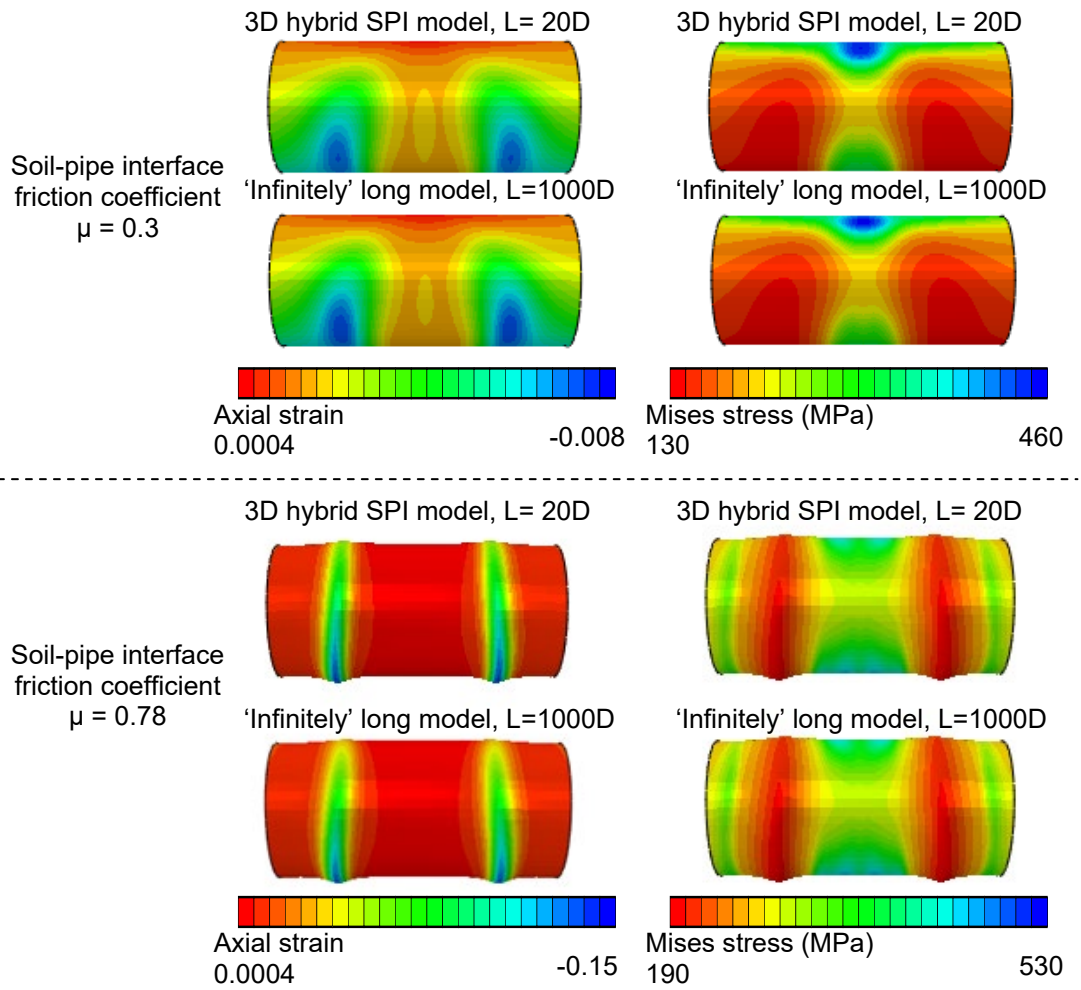 3D hybrid SPI model, L= 20D
3D hybrid SPI model, L= 20D
Soil-pipe interface
friction coefficient
μ = 0.3
‘Infinitely’ long model, L=1000D
‘Infinitely’ long model, L=1000D
Axial strain
0.0004
-0.008
Mises stress (MPa)
130
460
3D hybrid SPI model, L= 20D
3D hybrid SPI model, L= 20D
Soil-pipe interface
friction coefficient
μ = 0.78
‘Infinitely’ long model, L=1000D
‘Infinitely’ long model, L=1000D
Axial strain
0.0004
-0.15
Mises stress (MPa)
190
530